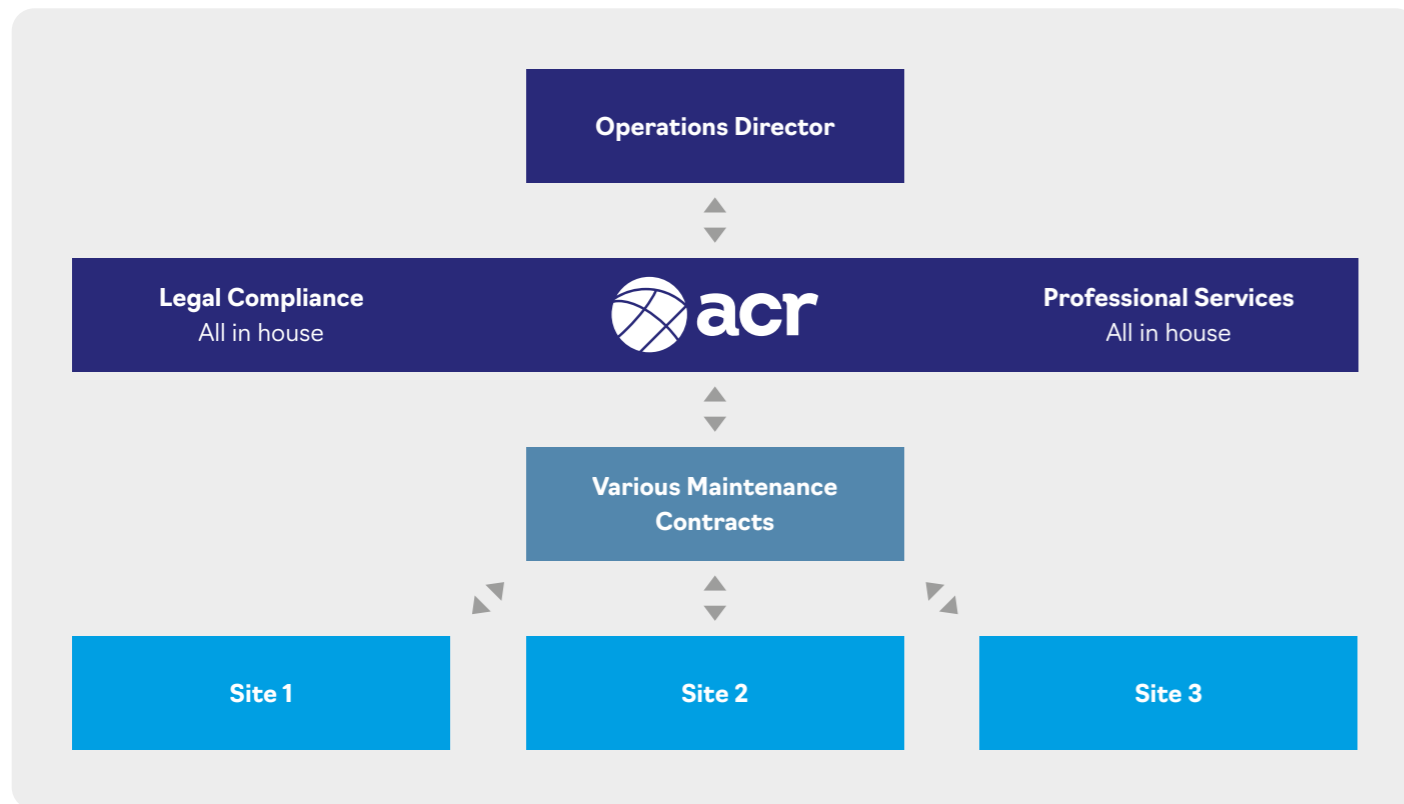 Operations Director
Legal Compliance
All in house
acr
Professional Services
All in house
Various Maintenance
Contracts
Site 1
Site 2
Site 3